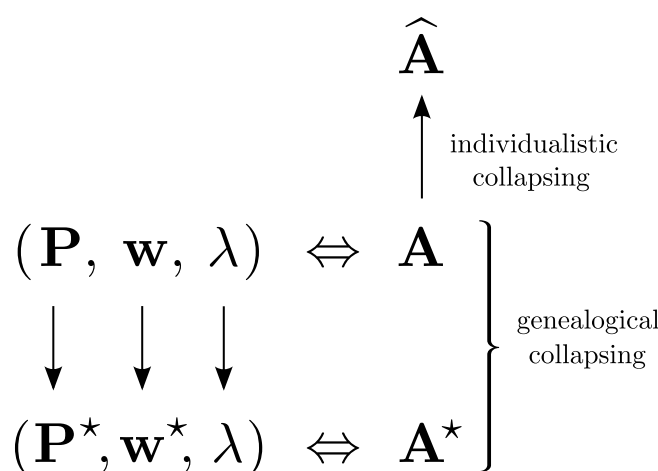 Â
individualistic
collapsing
(P, w, λ) ⇔ A
genealogical
collapsing
(P⋆, w⋆, λ) ⇔ A⋆